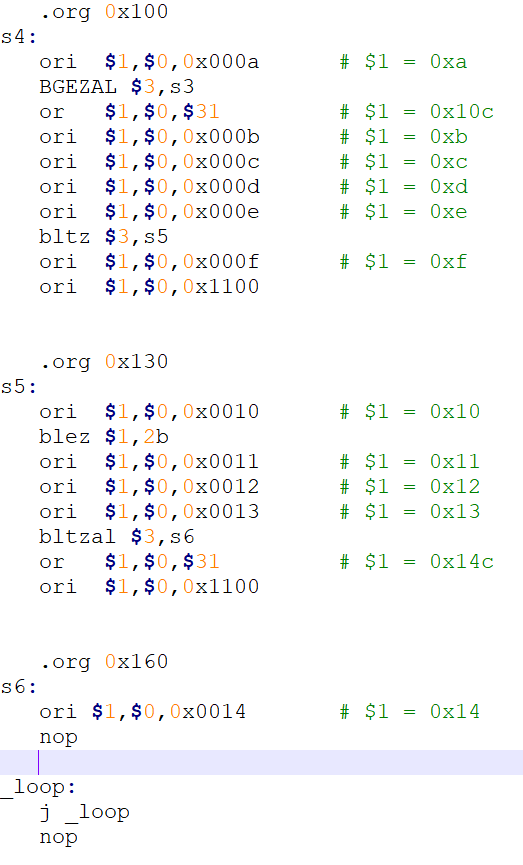 .org 0x100
s4:
ori $1,$0,0x000a # $1 = 0xa
BGEZAL $3,s3
or $1,$0,$31 # $1 = 0x10c
ori $1,$0,0x000b # $1 = 0xb
ori $1,$0,0x000c # $1 = 0xc
ori $1,$0,0x000d # $1 = 0xd
ori $1,$0,0x000e # $1 = 0xe
bltz $3,s5
ori $1,$0,0x000f # $1 = 0xf
ori $1,$0,0x1100
.org 0x130
s5:
ori $1,$0,0x0010 # $1 = 0x10
blez $1,2b
ori $1,$0,0x0011 # $1 = 0x11
ori $1,$0,0x0012 # $1 = 0x12
ori $1,$0,0x0013 # $1 = 0x13
bltzal $3,s6
or $1,$0,$31 # $1 = 0x14c
ori $1,$0,0x1100
.org 0x160
s6:
ori $1,$0,0x0014 # $1 = 0x14
nop
_loop:
j _loop
nop